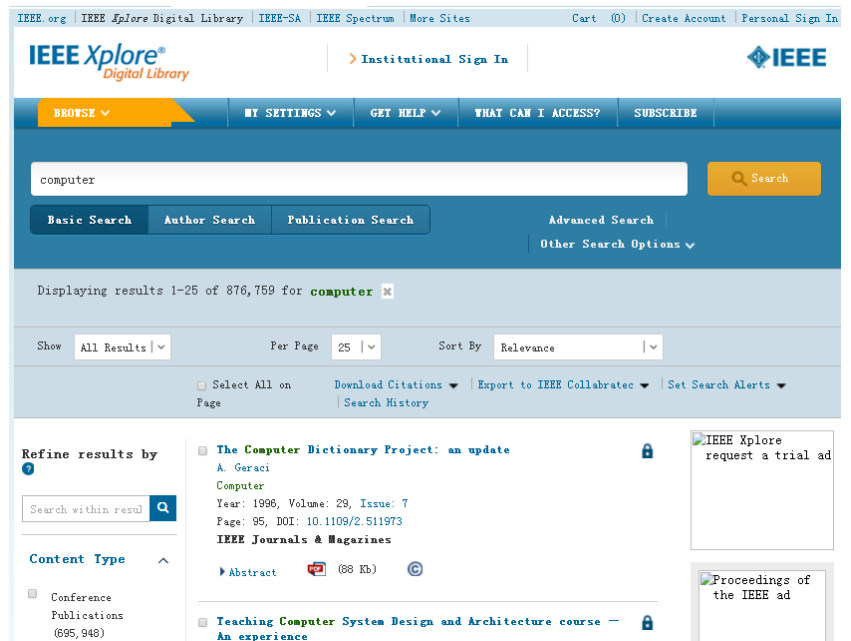 IEEE.org | IEEE Xplore Digital Library | IEEE-SA | IEEE Spectrum | More Sites Cart (0) | Create Account | Personal Sign In
IEEE Xplore®
Digital Library
Institutional Sign In
IEEE
BROWSE MY SETTINGS GET HELP WHAT CAN I ACCESS? SUBSCRIBE
computer
Search
Basic Search Author Search Publication Search Advanced Search
Other Search Options
Displaying results 1-25 of 876,759 for computer
Show All Results Per Page 25 Sort By Relevance
Select All on Page
Download Citations | Export to IEEE Collabratec | Set Search Alerts
| Search History
Refine results by
?
Search within resul
Content Type
Conference
Publications
(695,948)
The Computer Dictionary Project: an update
A. Geraci
Computer
Year: 1996, Volume: 29, Issue: 7
Page: 95, DOI: 10.1109/2.511973
IEEE Journals & Magazines
Abstract PDF (88 Kb) ©
Teaching Computer System Design and Architecture course —
An experience
IEEE Xplore
request a trial ad
Proceedings of
the IEEE ad